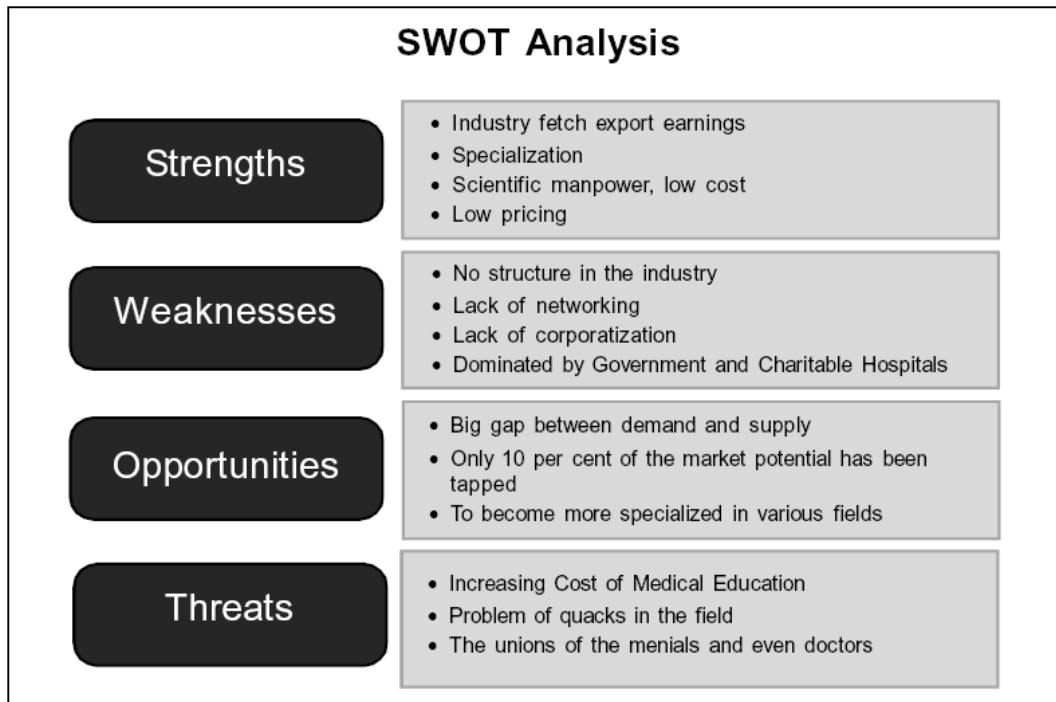 SWOT Analysis
Strengths
• Industry fetch export earnings
• Specialization
• Scientific manpower, low cost
• Low pricing
Weaknesses
• No structure in the industry
• Lack of networking
• Lack of corporatization
• Dominated by Government and Charitable Hospitals
Opportunities
• Big gap between demand and supply
• Only 10 per cent of the market potential has been
tapped
• To become more specialized in various fields
Threats
• Increasing Cost of Medical Education
• Problem of quacks in the field
• The unions of the menials and even doctors